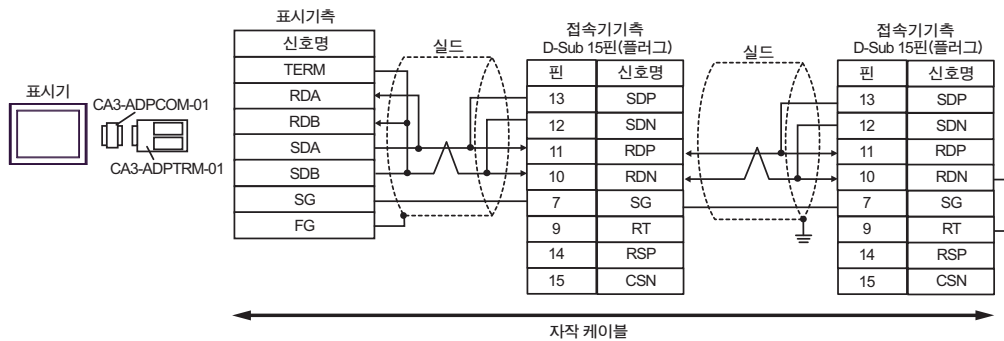 표시기
CA3-ADPCOM-01
CA3-ADPTRM-01
표시기측
신호명
TERM
RDA
RDB
SDA
SDB
SG
FG
실드
접속기기측
D-Sub 15핀(플러그)
핀 신호명
13 SDP
12 SDN
11 RDP
10 RDN
7 SG
9 RT
14 RSP
15 CSN
실드
접속기기측
D-Sub 15핀(플러그)
핀 신호명
13 SDP
12 SDN
11 RDP
10 RDN
7 SG
9 RT
14 RSP
15 CSN
자작 케이블